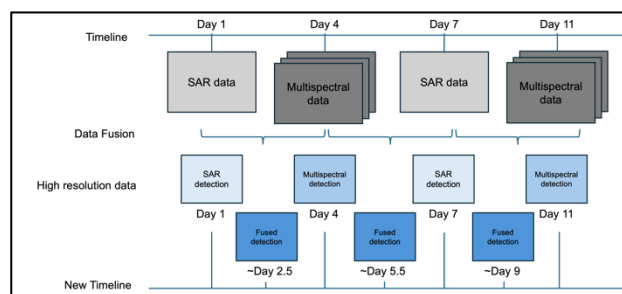 Day 1 Day 4 Day 7 Day 11
Timeline
SAR data
Multispectral
data
SAR data
Multispectral
data
Data Fusion
High resolution data
SAR
detection
Multispectral
detection
SAR
detection
Multispectral
detection
Day 1 Day 4 Day 7 Day 11
Fused
detection
Fused
detection
Fused
detection
~Day 2.5 ~Day 5.5 ~Day 9
New Timeline